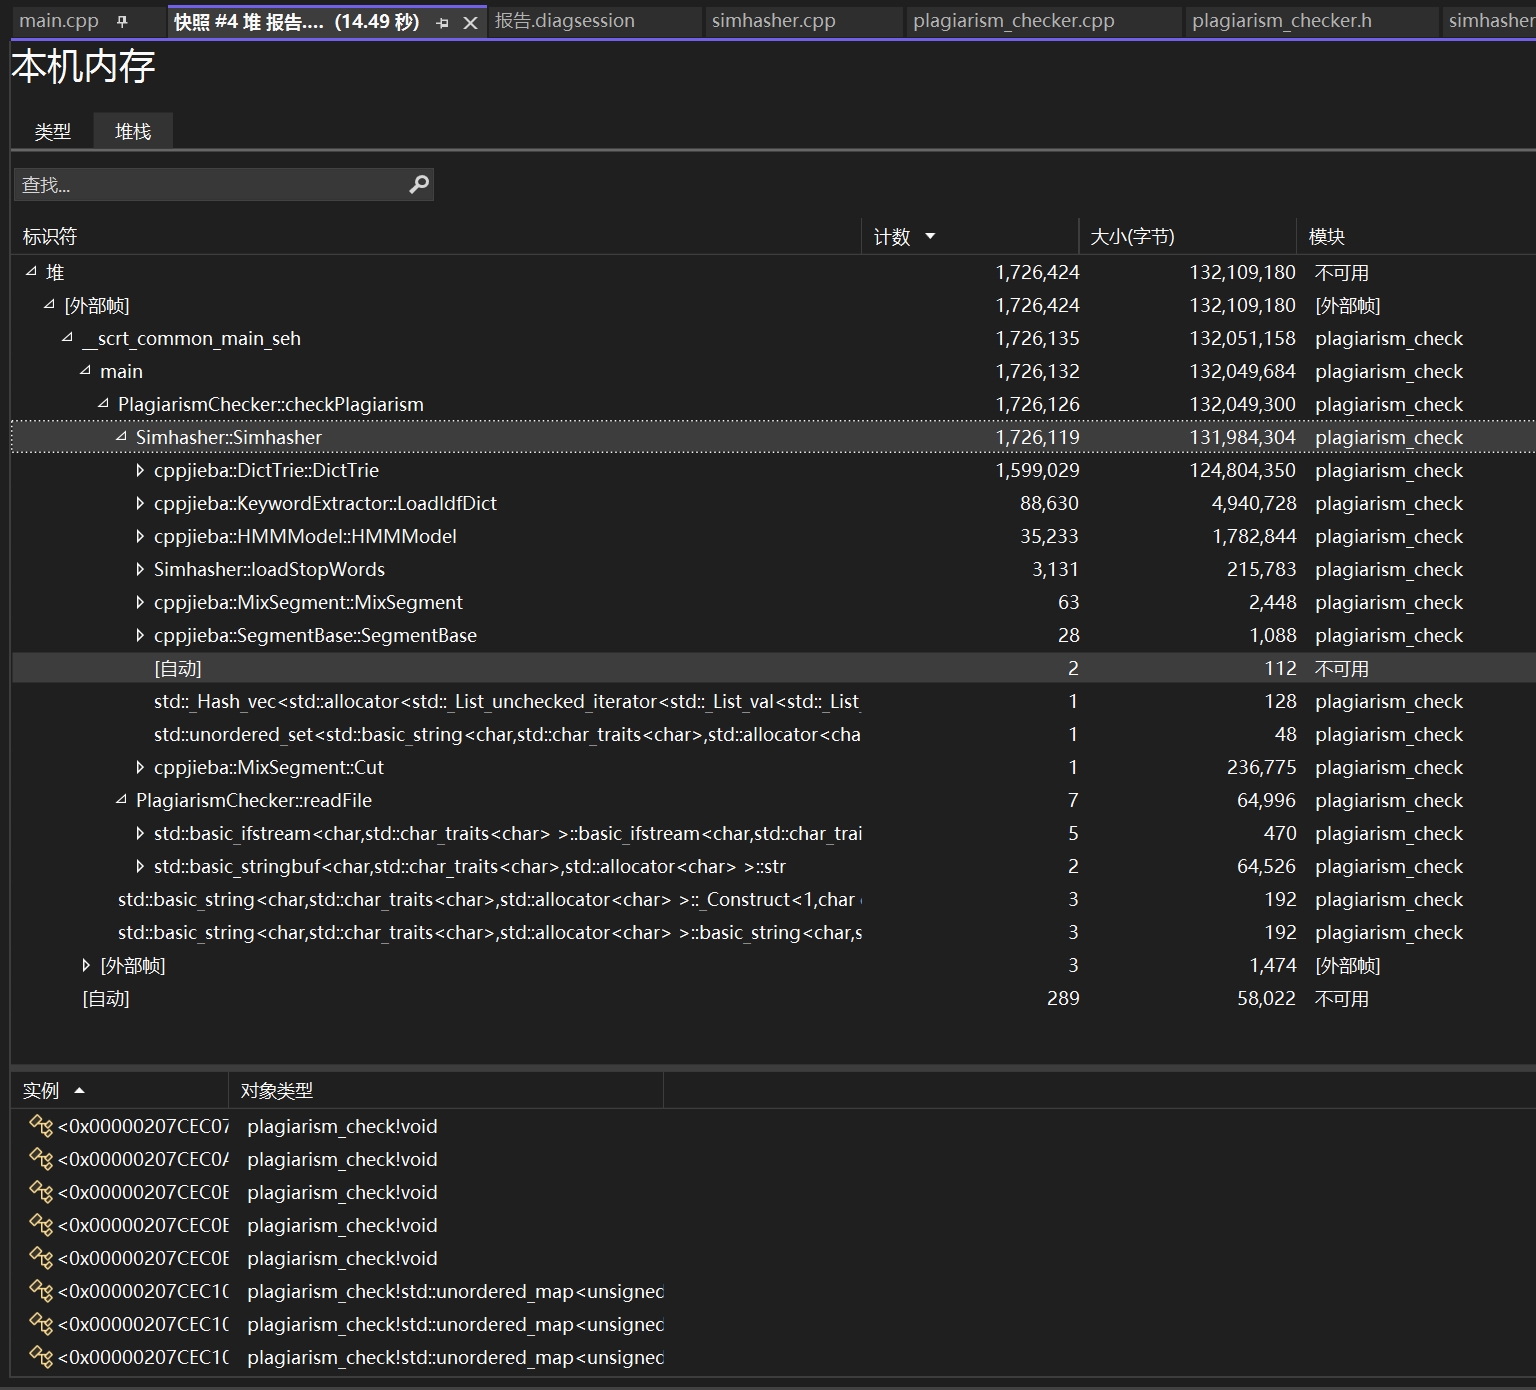 main.cpp 快照 #4 堆 报告.... (14.49 秒) 报告.diagsession simhasher.cpp plagiarism_checker.cpp plagiarism_checker.h simhasher
本机内存
类型 堆栈
查找...
标识符 计数 大小(字节) 模块
堆 1,726,424 132,109,180 不可用
[外部帧] 1,726,424 132,109,180 [外部帧]
__scrt_common_main_seh 1,726,135 132,051,158 plagiarism_check
main 1,726,132 132,049,684 plagiarism_check
PlagiarismChecker::checkPlagiarism 1,726,126 132,049,300 plagiarism_check
Simhasher::Simhasher 1,726,119 131,984,304 plagiarism_check
cppjieba::DictTrie::DictTrie 1,599,029 124,804,350 plagiarism_check
cppjieba::KeywordExtractor::LoadIdfDict 88,630 4,940,728 plagiarism_check
cppjieba::HMMModel::HMMModel 35,233 1,782,844 plagiarism_check
Simhasher::loadStopWords 3,131 215,783 plagiarism_check
cppjieba::MixSegment::MixSegment 63 2,448 plagiarism_check
cppjieba::SegmentBase::SegmentBase 28 1,088 plagiarism_check
[自动] 2 112 不可用
std::_Hash_vec<std::allocator<std::_List_unchecked_iterator<std::_List_val<std::_List_ 1 128 plagiarism_check
std::unordered_set<std::basic_string<char,std::char_traits<char>,std::allocator<cha 1 48 plagiarism_check
cppjieba::MixSegment::Cut 1 236,775 plagiarism_check
PlagiarismChecker::readFile 7 64,996 plagiarism_check
std::basic_ifstream<char,std::char_traits<char> >::basic_ifstream<char,std::char_trai 5 470 plagiarism_check
std::basic_stringbuf<char,std::char_traits<char>,std::allocator<char> >::str 2 64,526 plagiarism_check
std::basic_string<char,std::char_traits<char>,std::allocator<char> >::_Construct<1,char 3 192 plagiarism_check
std::basic_string<char,std::char_traits<char>,std::allocator<char> >::basic_string<char,s 3 192 plagiarism_check
[外部帧] 3 1,474 [外部帧]
[自动] 289 58,022 不可用
实例 对象类型
<0x00000207CEC07 plagiarism_check!void
<0x00000207CEC0A plagiarism_check!void
<0x00000207CEC0E plagiarism_check!void
<0x00000207CEC0E plagiarism_check!void
<0x00000207CEC0E plagiarism_check!void
<0x00000207CEC10 plagiarism_check!std::unordered_map<unsigned
<0x00000207CEC10 plagiarism_check!std::unordered_map<unsigned
<0x00000207CEC10 plagiarism_check!std::unordered_map<unsigned